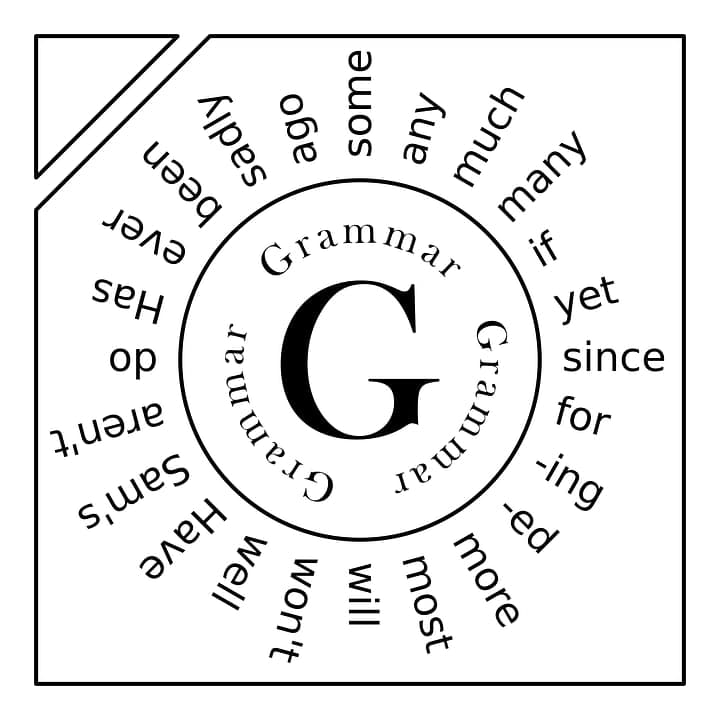 some
any
much
many
if
yet
since
for
-ing
-ed
more
most
will
won't
well
Have
Sam's
aren't
do
Has
ever
been
sadly
ago
Grammar
Grammar
Grammar
G